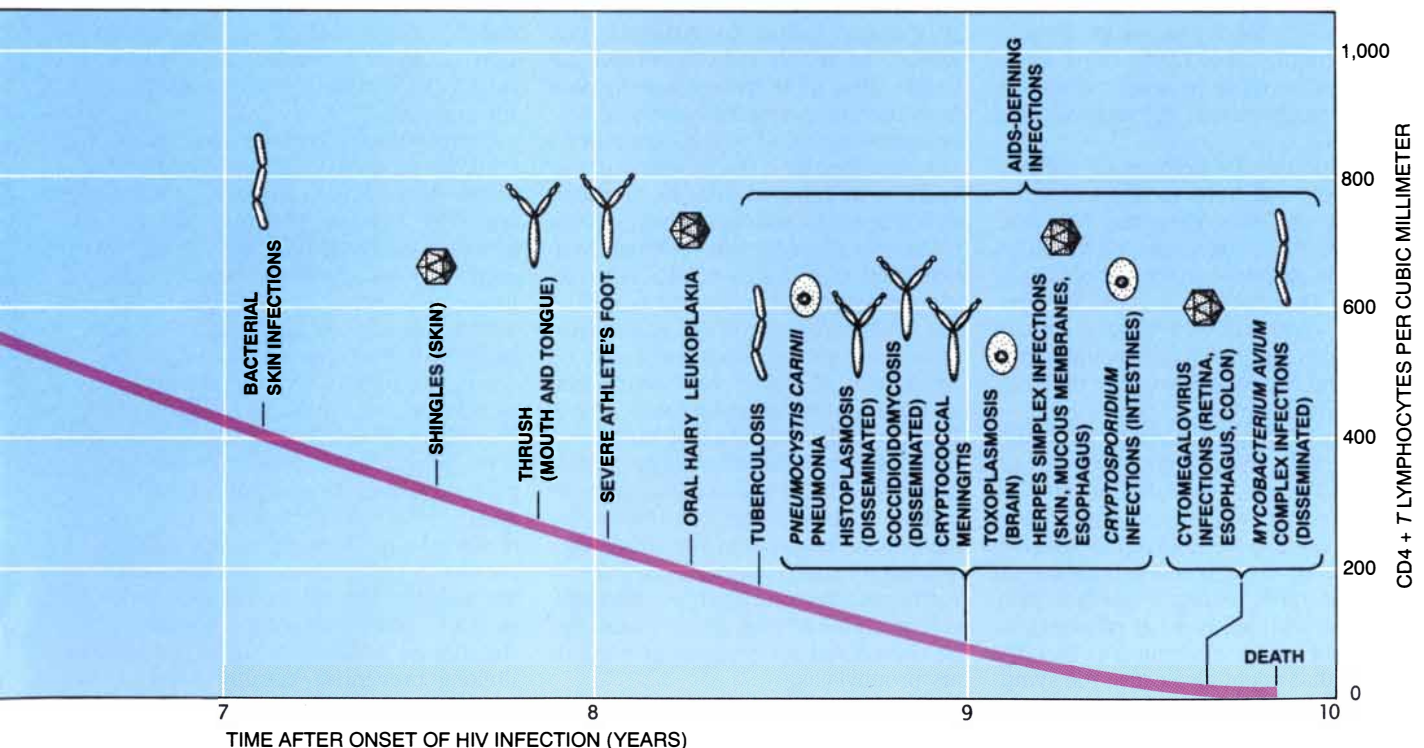 1,000
800
600
400
200
0
CD4 + T LYMPHOCYTES PER CUBIC MILLIMETER
BACTERIAL
SKIN INFECTIONS
SHINGLES (SKIN)
THRUSH
(MOUTH AND TONGUE)
SEVERE ATHLETE'S FOOT
ORAL HAIRY LEUKOPLAKIA
AIDS-DEFINING
INFECTIONS
TUBERCULOSIS
PNEUMOCYSTIS CARINII
PNEUMONIA
HISTOPLASMOSIS
(DISSEMINATED)
COCCIDIOIDOMYCOSIS
(DISSEMINATED)
CRYPTOCOCCAL
MENINGITIS
TOXOPLASMOSIS
(BRAIN)
HERPES SIMPLEX INFECTIONS
(SKIN, MUCOUS MEMBRANES,
ESOPHAGUS)
CRYPTOSPORIDIUM
INFECTIONS (INTESTINES)
CYTOMEGALOVIRUS
INFECTIONS (RETINA,
ESOPHAGUS, COLON)
MYCOBACTERIUM AVIUM
COMPLEX INFECTIONS
(DISSEMINATED)
DEATH
7
8
9
10
TIME AFTER ONSET OF HIV INFECTION (YEARS)